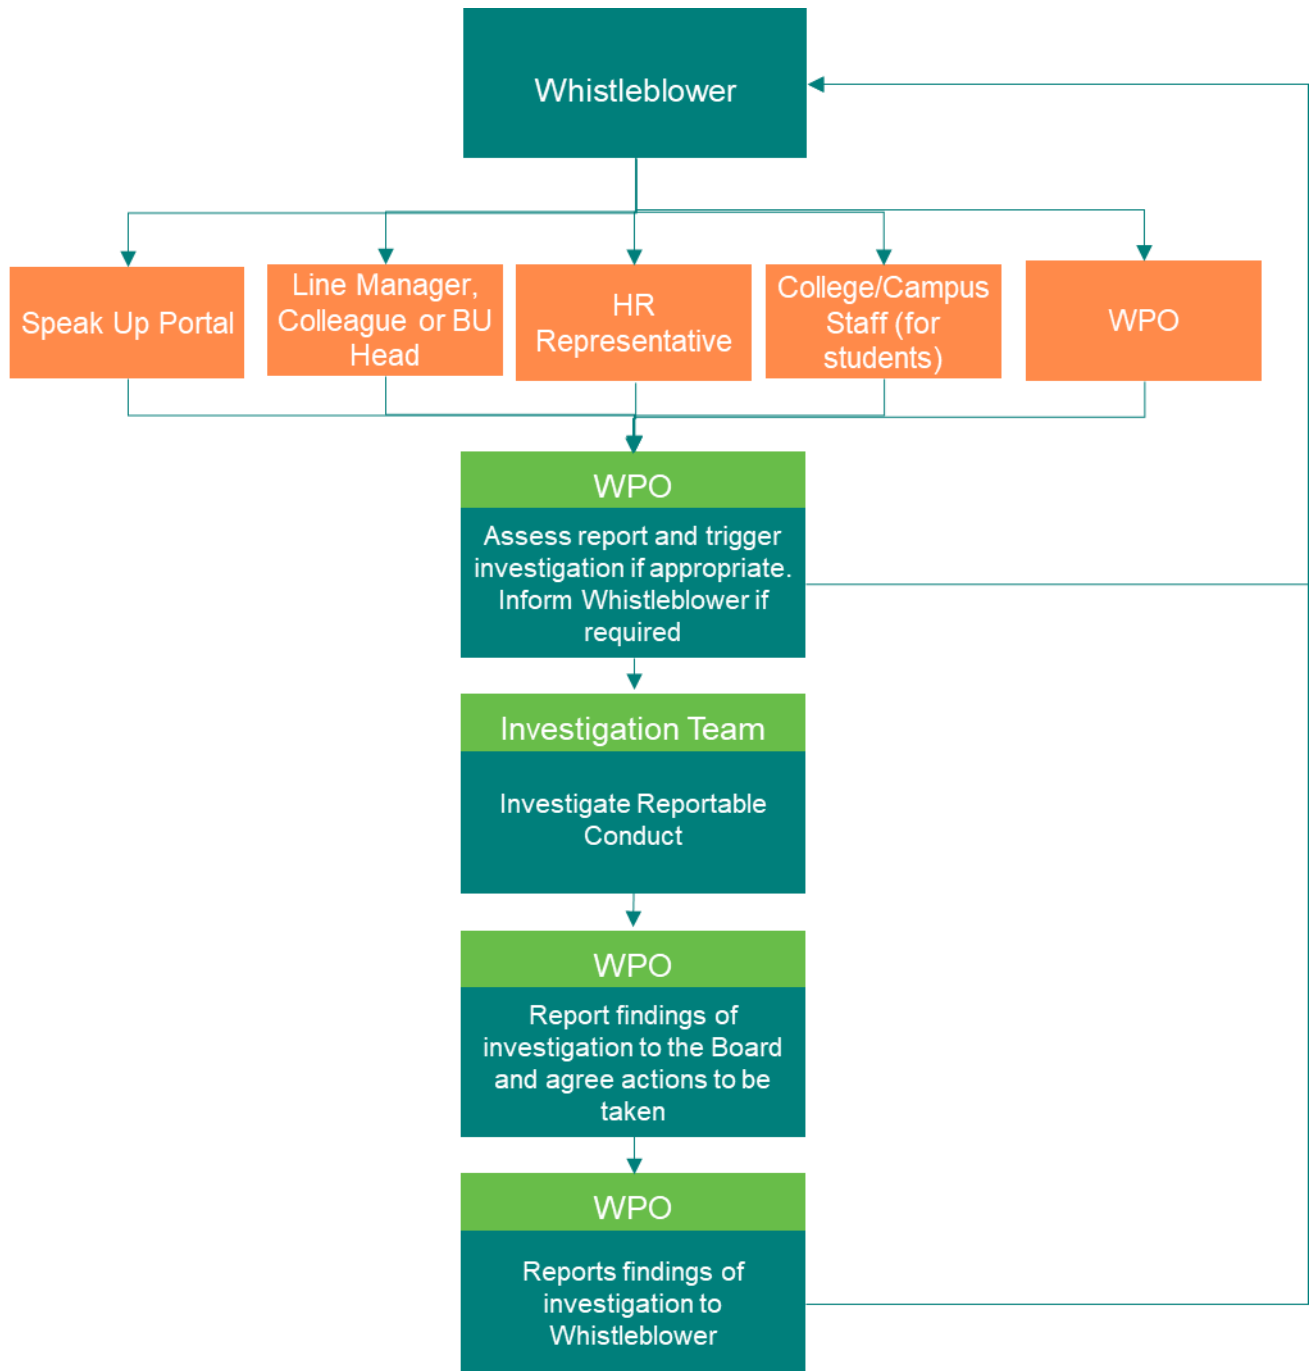 Whistleblower
Speak Up Portal
Line Manager,
Colleague or BU
Head
HR
Representative
College/Campus
Staff (for
students)
WPO
WPO
Assess report and trigger
investigation if appropriate.
Inform Whistleblower if
required
Investigation Team
Investigate Reportable
Conduct
WPO
Report findings of
investigation to the Board
and agree actions to be
taken
WPO
Reports findings of
investigation to
Whistleblower